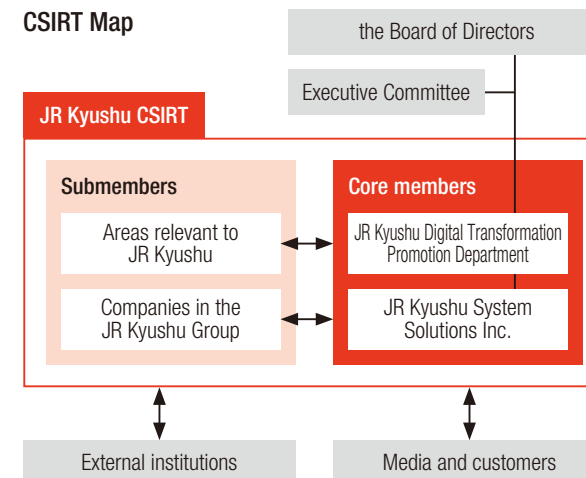 CSIRT Map
the Board of Directors
Executive Committee
JR Kyushu CSIRT
Submembers
Areas relevant to
JR Kyushu
Companies in the
JR Kyushu Group
Core members
JR Kyushu Digital Transformation
Promotion Department
JR Kyushu System
Solutions Inc.
External institutions
Media and customers